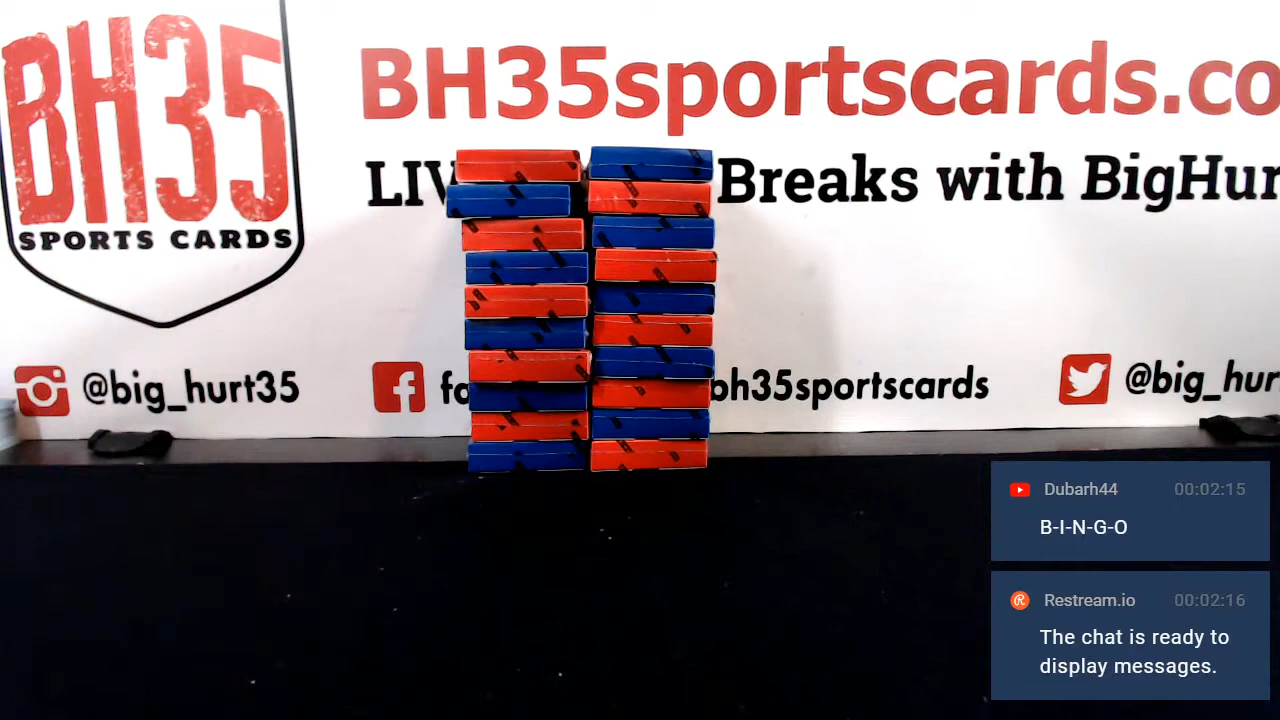 BH35
SPORTS CARDS
BH35sportscards.co
LIV Breaks with BigHur
@big_hurt35
fa bh35sportscards
@big_hur
Dubarh44 00:02:15
B-I-N-G-O
Restream.io 00:02:16
The chat is ready to
display messages.